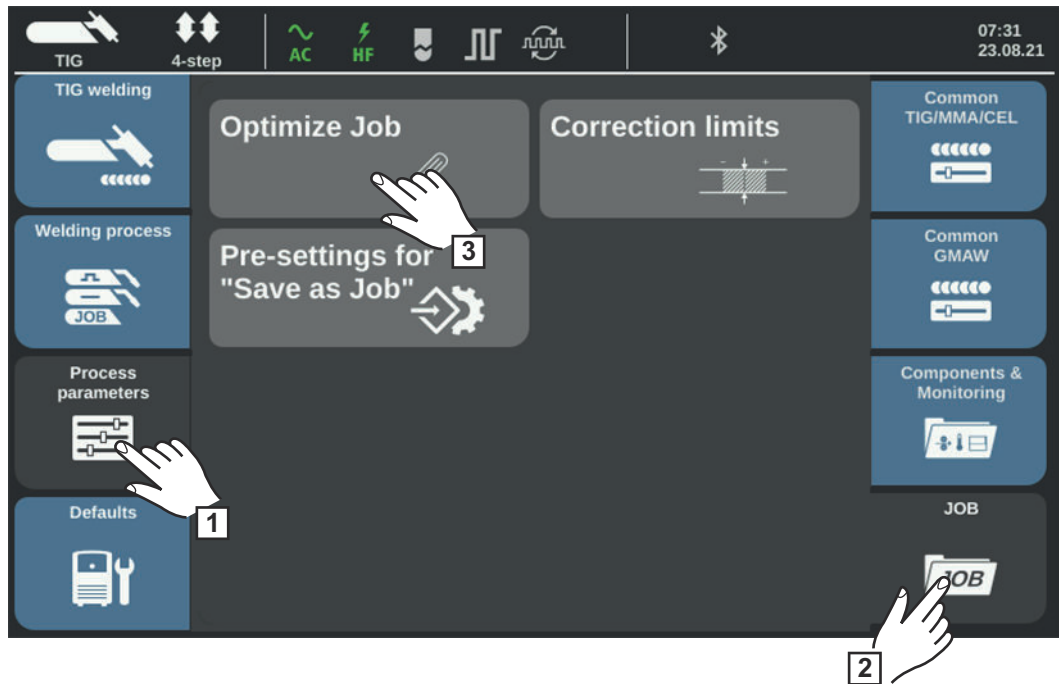 TIG
4-step
AC
HF
07:31
23.08.21
TIG welding
Welding process
JOB
Process
parameters
Defaults
Optimize Job
Correction limits
- +
Pre-settings for
"Save as Job"
Common
TIG/MMA/CEL
Common
GMAW
Components &
Monitoring
JOB
JOB
1
2
3